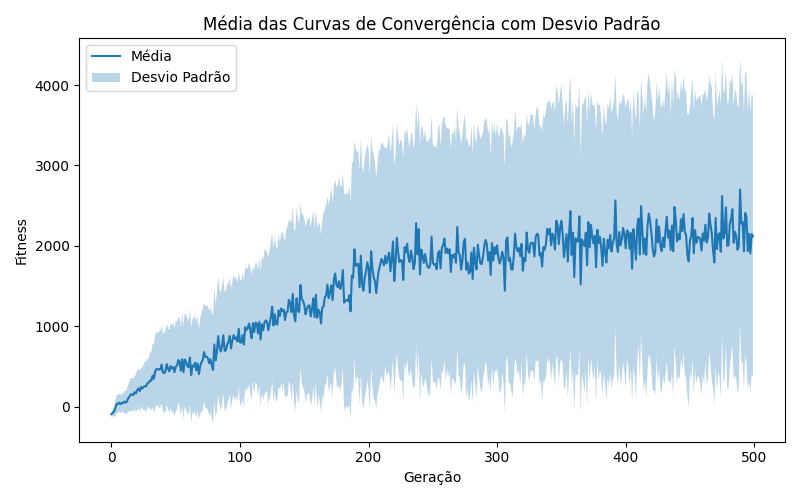 Média das Curvas de Convergência com Desvio Padrão
Média
Desvio Padrão
4000
3000
2000
1000
0
Fitness
0 100 200 300 400 500
Geração